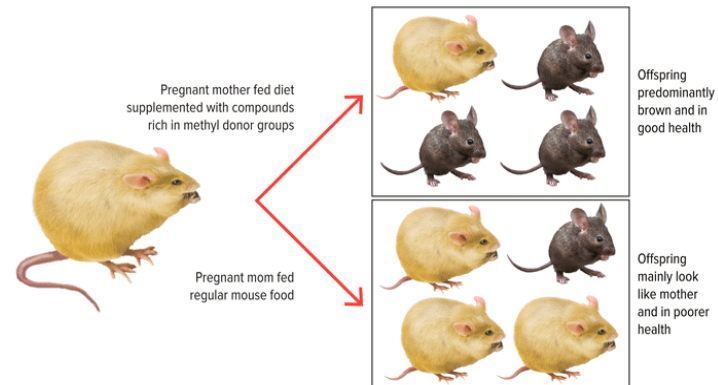 Pregnant mother fed diet
supplemented with compounds
rich in methyl donor groups
Offspring
predominantly
brown and in
good health
Pregnant mom fed
regular mouse food
Offspring
mainly look
like mother
and in poorer
health